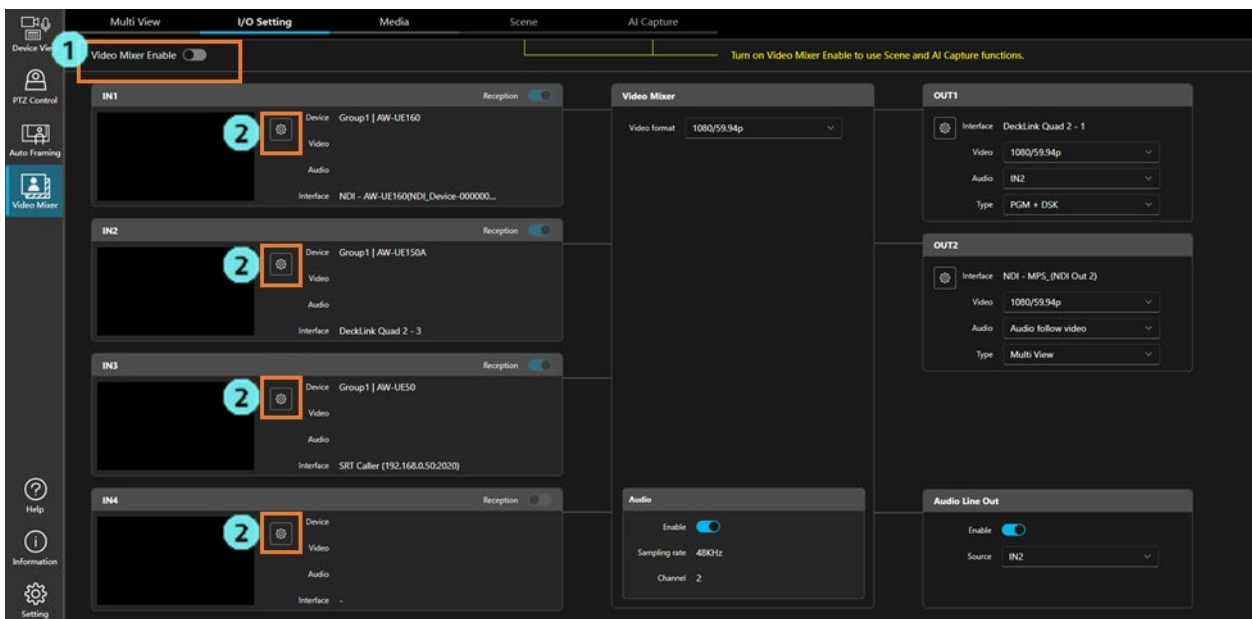 Multi View
I/O Setting
Media
Scene
AI Capture
Device Vie
PTZ Control
Auto Framing
Video Mixer
Help
Information
Setting
1
Video Mixer Enable
Turn on Video Mixer Enable to use Scene and AI Capture functions.
IN1
Reception
2
Device Group1 | AW-UE160
Video
Audio
Interface NDI - AW-UE160(NDI_Device-000000...
IN2
Reception
2
Device Group1 | AW-UE150A
Video
Audio
Interface DeckLink Quad 2 - 3
IN3
Reception
2
Device Group1 | AW-UE50
Video
Audio
Interface SRT Caller (192.168.0.50:2020)
IN4
Reception
2
Device
Video
Audio
Interface -
Video Mixer
Video format 1080/59.94p
Audio
Enable
Sampling rate 48KHz
Channel 2
OUT1
Interface DeckLink Quad 2 - 1
Video 1080/59.94p
Audio IN2
Type PGM + DSK
OUT2
Interface NDI - MPS_(NDI Out 2)
Video 1080/59.94p
Audio Audio follow video
Type Multi View
Audio Line Out
Enable
Source IN2